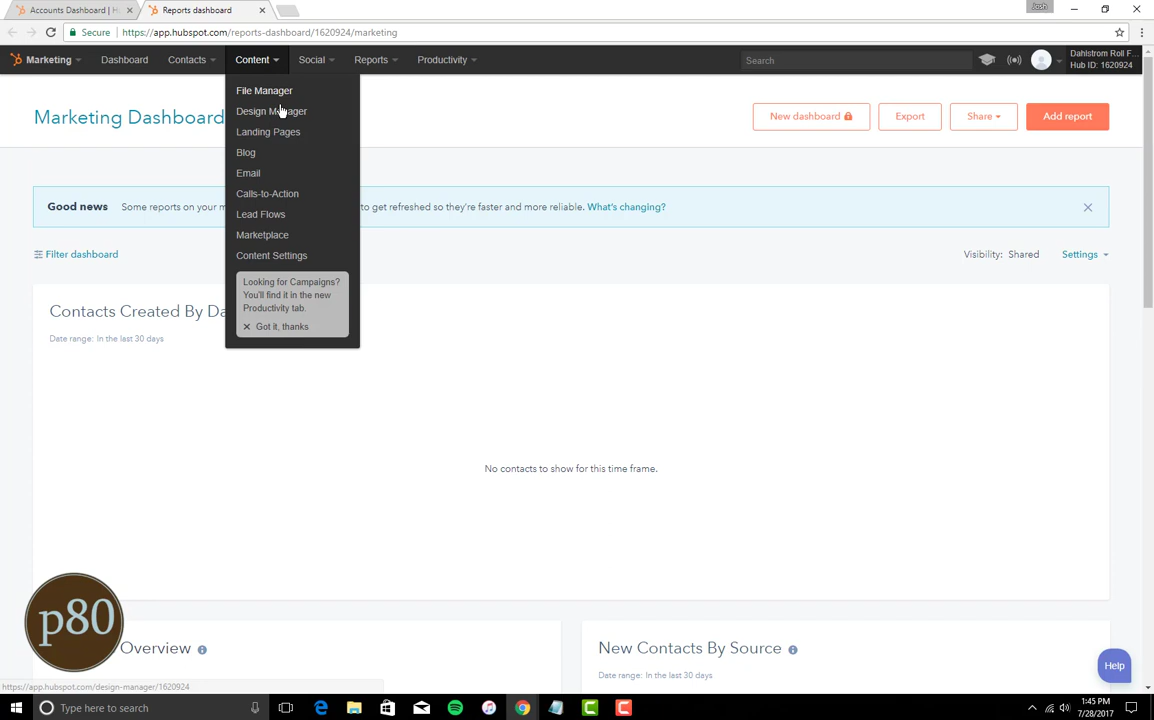 Accounts Dashboard | H
Reports dashboard
Josh
Secure
https://app.hubspot.com/reports-dashboard/1620924/marketing
Marketing
Dashboard
Contacts
Content
Social
Reports
Productivity
Search
Dahlstrom Roll F...
Hub ID: 1620924
File Manager
Design Manager
Landing Pages
Blog
Email
Calls-to-Action
Lead Flows
Marketplace
Content Settings
Looking for Campaigns?
You'll find it in the new
Productivity tab.
Got it, thanks
Marketing Dashboard
New dashboard
Export
Share
Add report
Good news Some reports on your m to get refreshed so they're faster and more reliable. What's changing?
Filter dashboard
Visibility: Shared
Settings
Contacts Created By Da
Date range: In the last 30 days
No contacts to show for this time frame.
p80
Overview
New Contacts By Source
Date range: In the last 30 days
Help
https://app.hubspot.com/design-manager/1620924
Type here to search
1:45 PM
7/28/2017